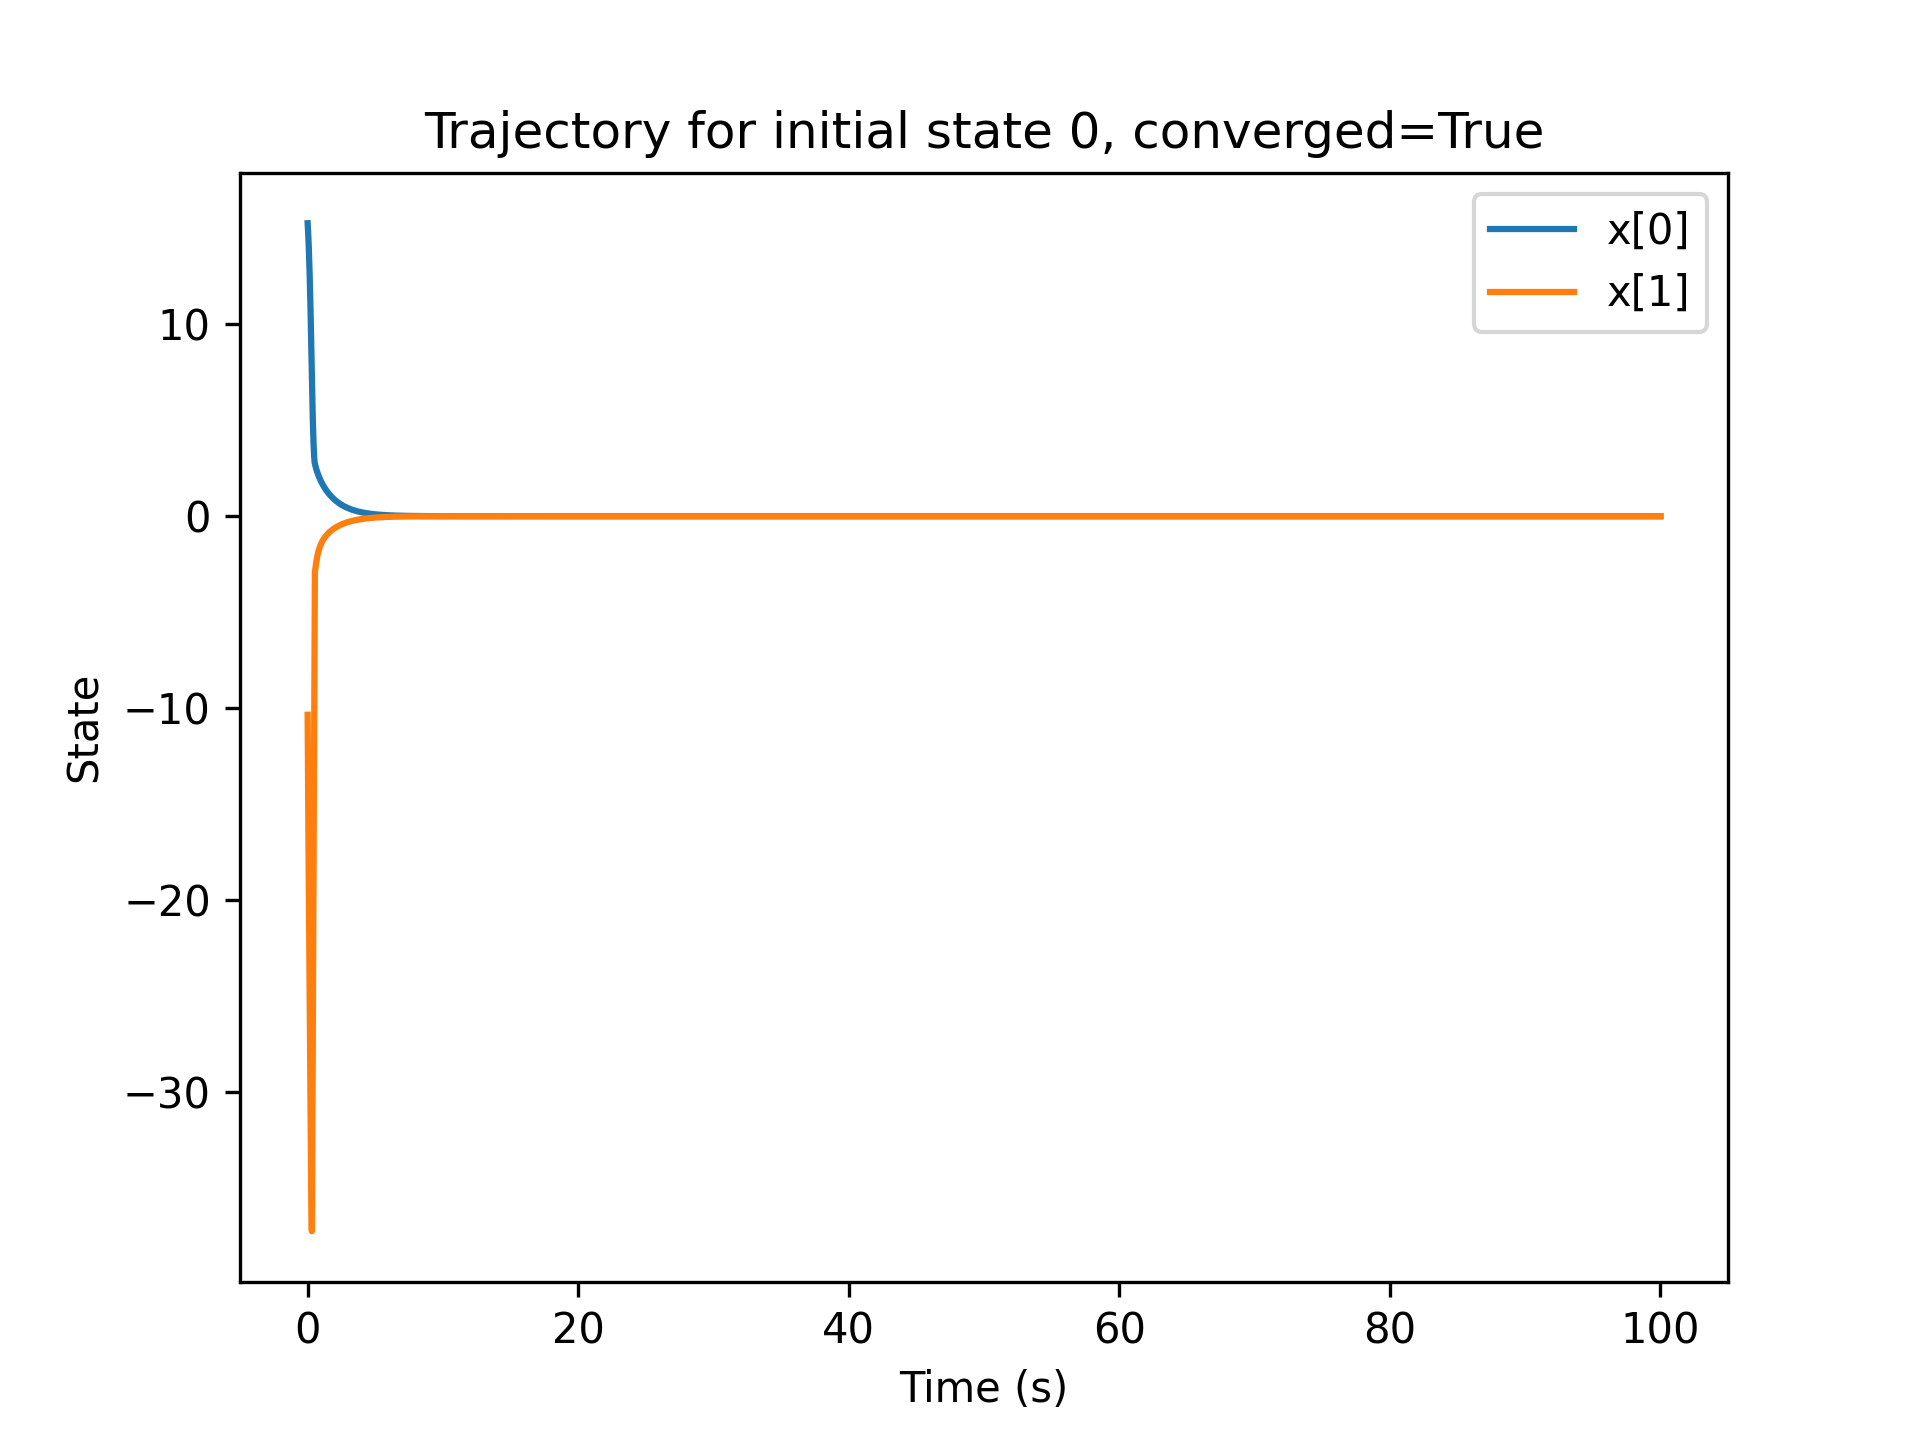 Trajectory for initial state 0, converged=True
x[0]
x[1]
10
0
−10
−20
−30
State
0 20 40 60 80 100
Time (s)